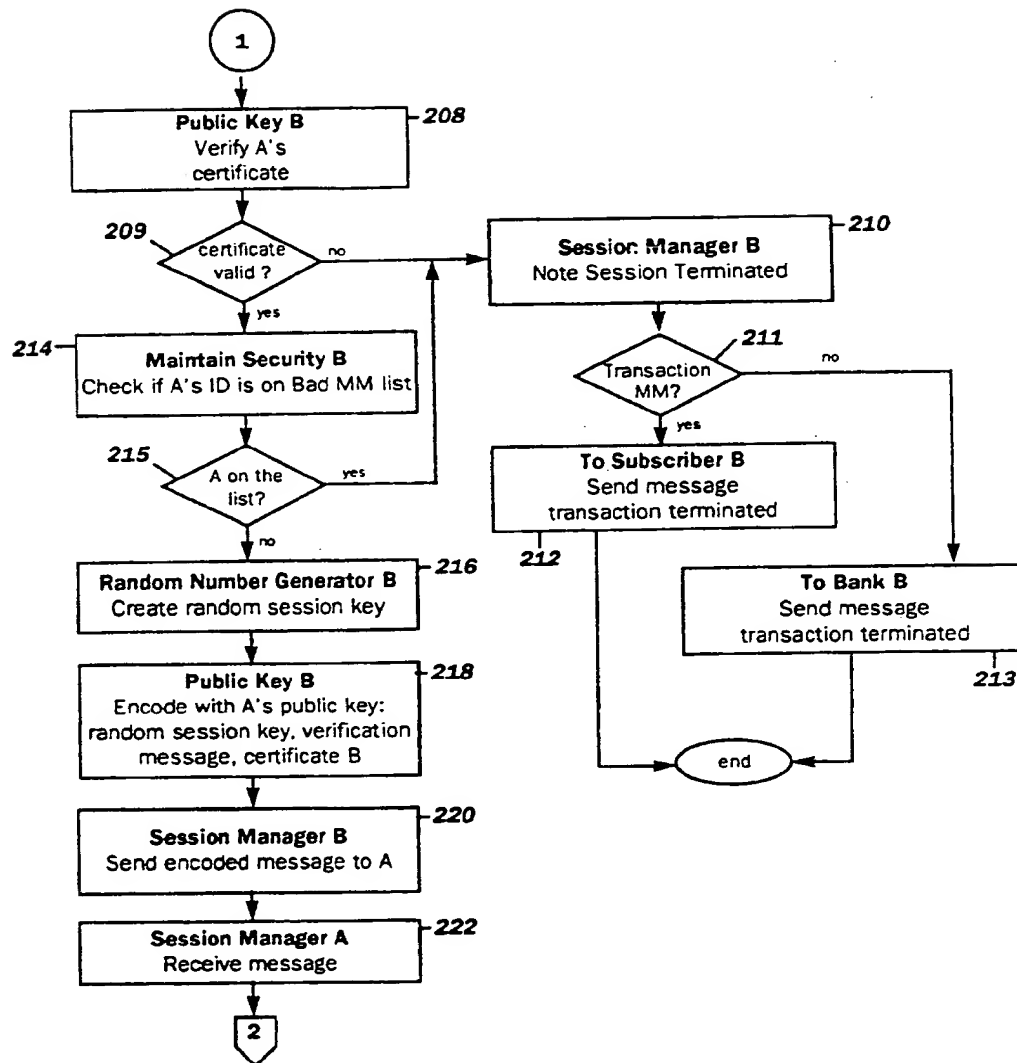 1
Public Key B
Verify A's
certificate
208
209
certificate
valid ?
no
yes
Session Manager B
Note Session Terminated
210
214
Maintain Security B
Check if A's ID is on Bad MM list
211
Transaction
MM?
no
yes
215
A on the
list?
yes
no
To Subscriber B
Send message
transaction terminated
212
216
Random Number Generator B
Create random session key
To Bank B
Send message
transaction terminated
213
218
Public Key B
Encode with A's public key:
random session key, verification
message, certificate B
end
220
Session Manager B
Send encoded message to A
222
Session Manager A
Receive message
2